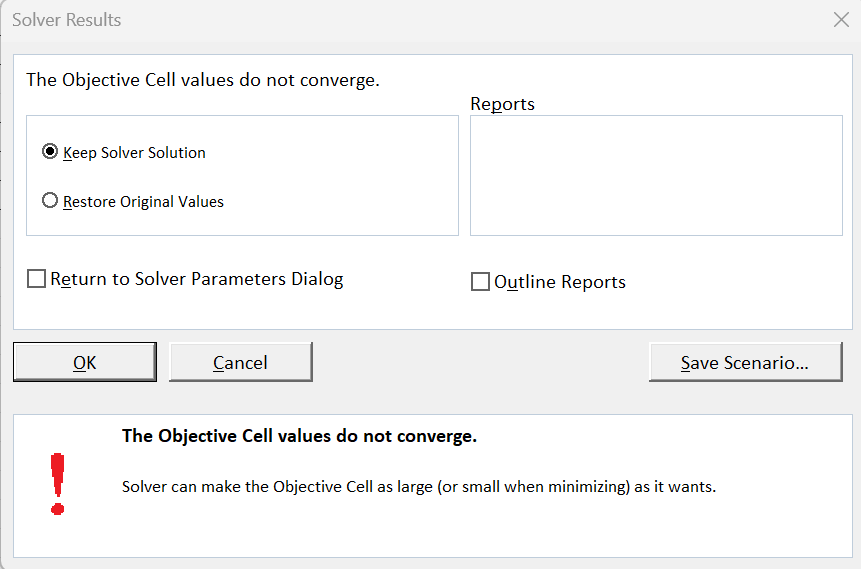 Solver Results
The Objective Cell values do not converge.
Reports
Keep Solver Solution
Restore Original Values
Return to Solver Parameters Dialog
Outline Reports
OK
Cancel
Save Scenario...
The Objective Cell values do not converge.
Solver can make the Objective Cell as large (or small when minimizing) as it wants.